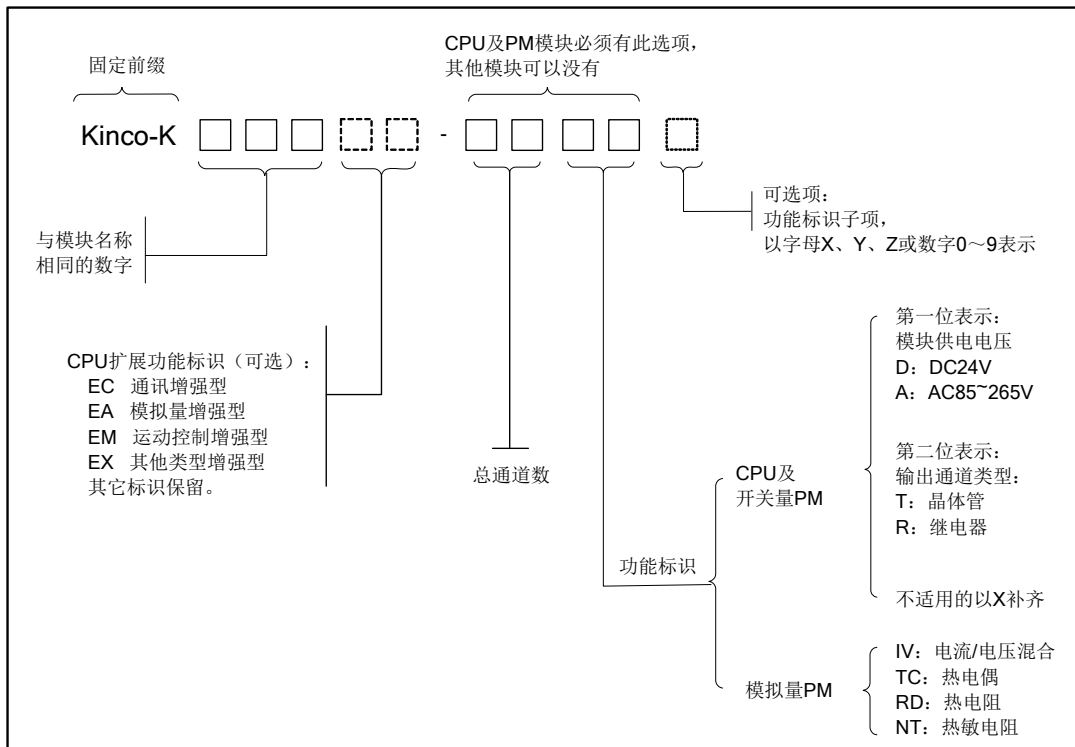 CPU及PM模块必须有此选项，
其他模块可以没有
固定前缀
Kinco-K
-
可选项：
功能标识子项，
以字母X、Y、Z或数字0～9表示
与模块名称
相同的数字
CPU扩展功能标识（可选）：
EC 通讯增强型
EA 模拟量增强型
EM 运动控制增强型
EX 其他类型增强型
其它标识保留。
总通道数
功能标识
CPU及
开关量PM
第一位表示：
模块供电电压
D：DC24V
A：AC85~265V
第二位表示：
输出通道类型：
T：晶体管
R：继电器
不适用的以X补齐
模拟量PM
IV：电流/电压混合
TC：热电偶
RD：热电阻
NT：热敏电阻